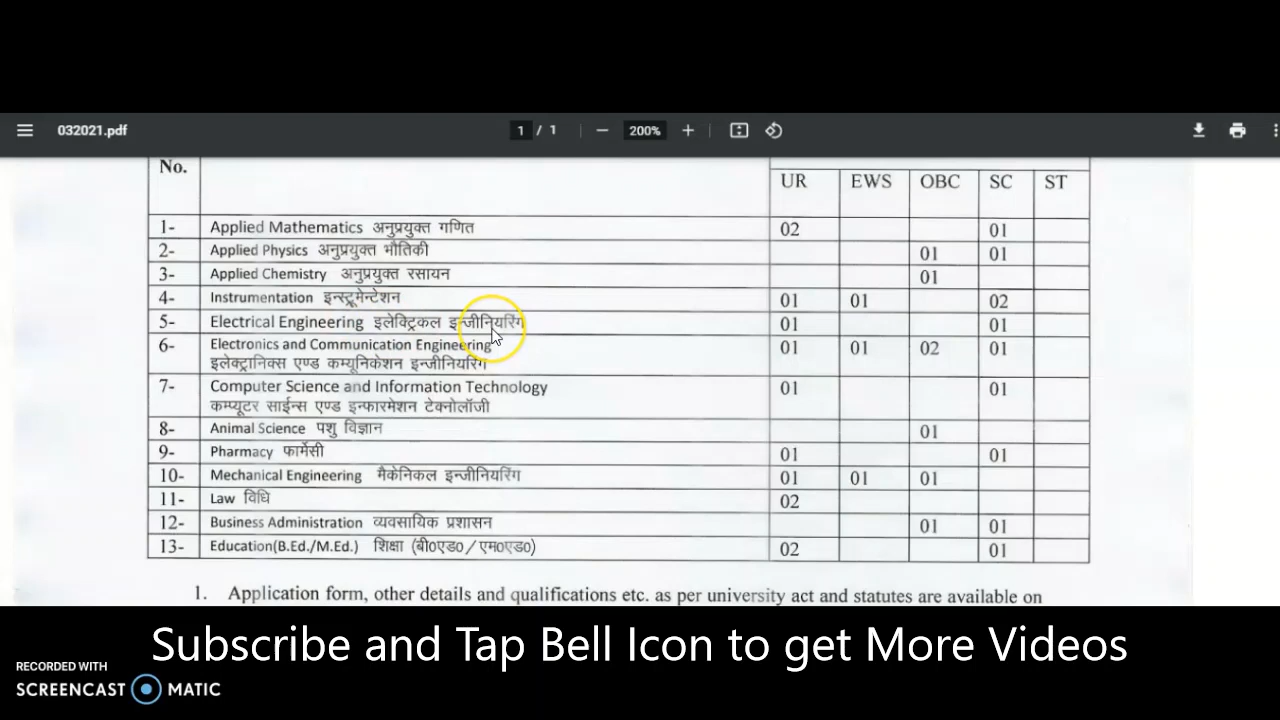 032021.pdf
1 / 1
200%
No.
UR EWS OBC SC ST
1- Applied Mathematics अनुप्रयुक्त गणित 02 01
2- Applied Physics अनुप्रयुक्त भौतिकी 01 01
3- Applied Chemistry अनुप्रयुक्त रसायन 01
4- Instrumentation इन्स्ट्रूमेन्टेशन 01 01 02
5- Electrical Engineering इलेक्ट्रिकल इन्जीनियरिंग 01 01
6- Electronics and Communication Engineering 01 01 02 01
इलेक्ट्रानिक्स एण्ड कम्यूनिकेशन इन्जीनियरिंग
7- Computer Science and Information Technology 01 01
कम्प्यूटर साईन्स एण्ड इन्फारमेशन टेक्नोलॉजी
8- Animal Science पशु विज्ञान 01
9- Pharmacy फार्मेसी 01 01
10- Mechanical Engineering मैकेनिकल इन्जीनियरिंग 01 01 01
11- Law विधि 02
12- Business Administration व्यवसायिक प्रशासन 01 01
13- Education(B.Ed./M.Ed.) शिक्षा (बी०एड०/एम०एड०) 02 01
1. Application form, other details and qualifications etc. as per university act and statutes are available on
Subscribe and Tap Bell Icon to get More Videos
RECORDED WITH
SCREENCAST MATIC